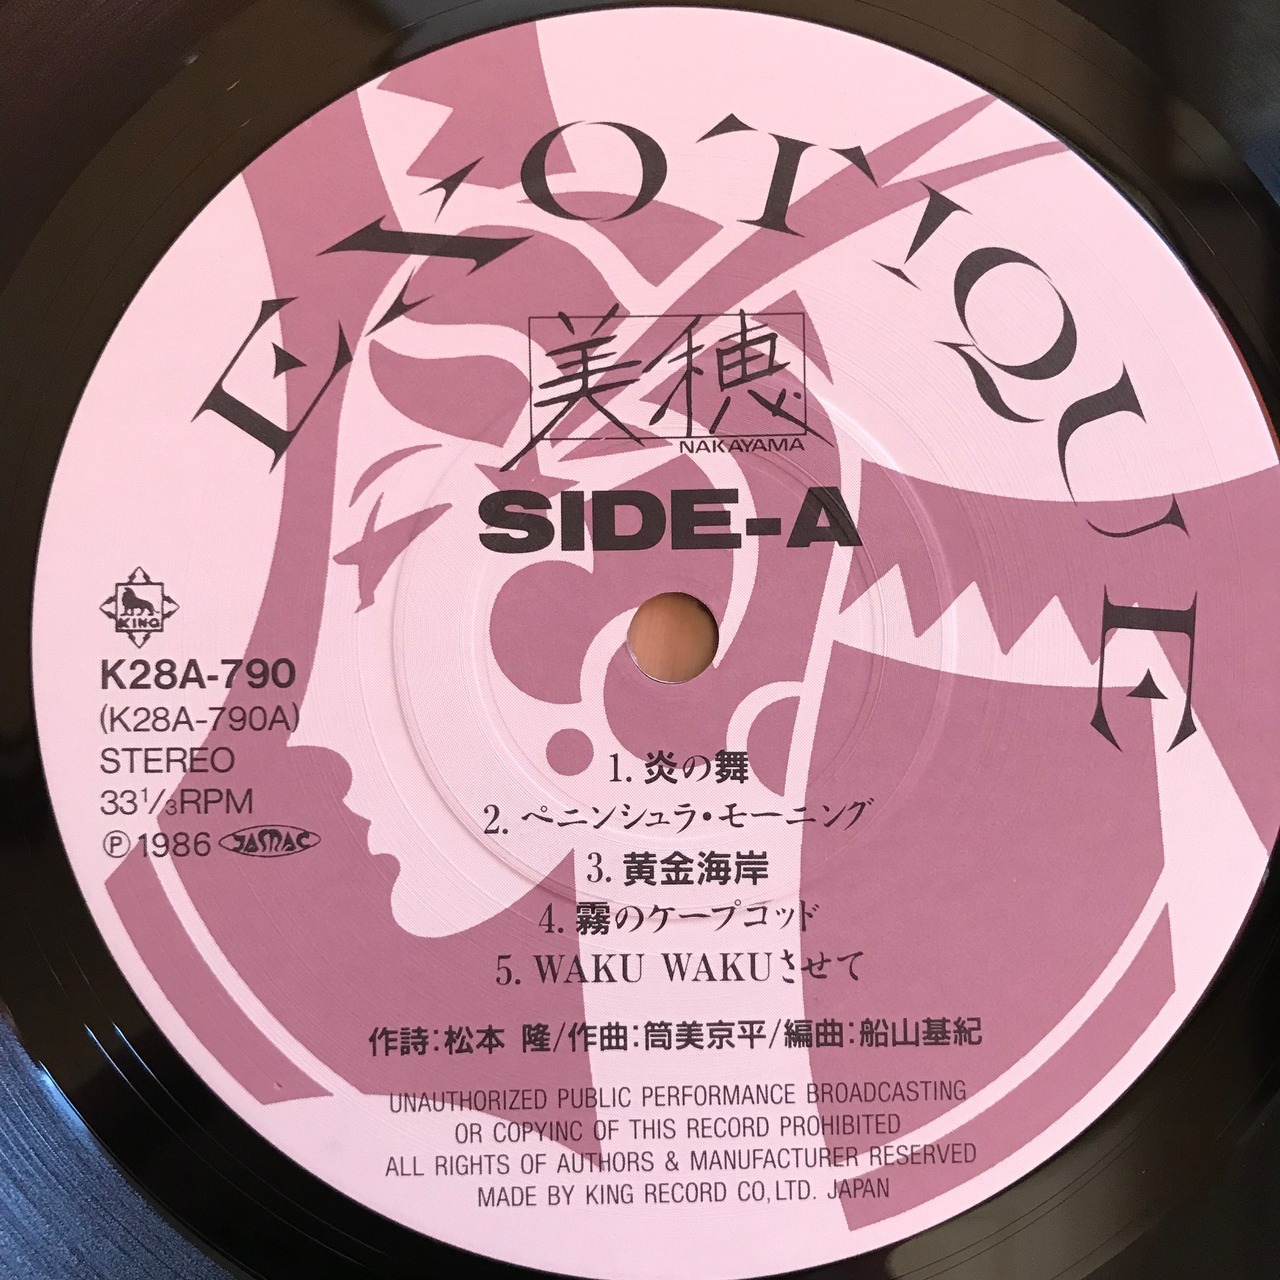 EXOTIQUE
美穂
NAKAYAMA
SIDE-A
KING
K28A-790
(K28A-790A)
STEREO
33 1/3RPM
Ⓟ1986 JASRAC
1. 炎の舞
2. ペニンシュラ・モーニング
3. 黄金海岸
4. 霧のケープコッド
5. WAKU WAKUさせて
作詩:松本 隆/作曲:筒美京平/編曲:船山基紀
UNAUTHORIZED PUBLIC PERFORMANCE BROADCASTING
OR COPYINC OF THIS RECORD PROHIBITED
ALL RIGHTS OF AUTHORS & MANUFACTURER RESERVED
MADE BY KING RECORD CO,LTD. JAPAN